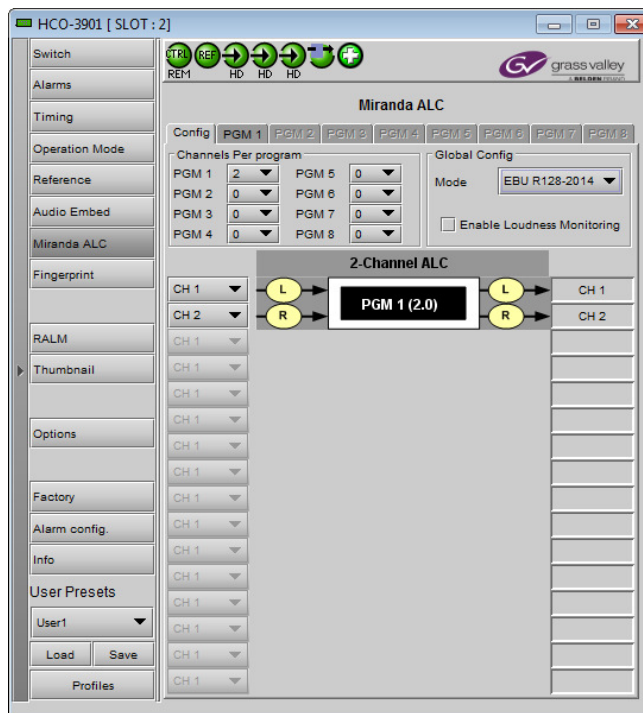 HCO-3901 [ SLOT : 2]
Switch
Alarms
Timing
Operation Mode
Reference
Audio Embed
Miranda ALC
Fingerprint
RALM
Thumbnail
Options
Factory
Alarm config.
Info
User Presets
User1
Load Save
Profiles
CTRL REF
REM HD HD HD
GV grassvalley
A BELDEN BRAND
Miranda ALC
Config PGM 1 PGM 2 PGM 3 PGM 4 PGM 5 PGM 6 PGM 7 PGM 8
Channels Per program
PGM 1 2 PGM 5 0
PGM 2 0 PGM 6 0
PGM 3 0 PGM 7 0
PGM 4 0 PGM 8 0
Global Config
Mode EBU R128-2014
Enable Loudness Monitoring
2-Channel ALC
CH 1 L PGM 1 (2.0) L CH 1
CH 2 R R CH 2
CH 1
CH 1
CH 1
CH 1
CH 1
CH 1
CH 1
CH 1
CH 1
CH 1
CH 1
CH 1
CH 1
CH 1